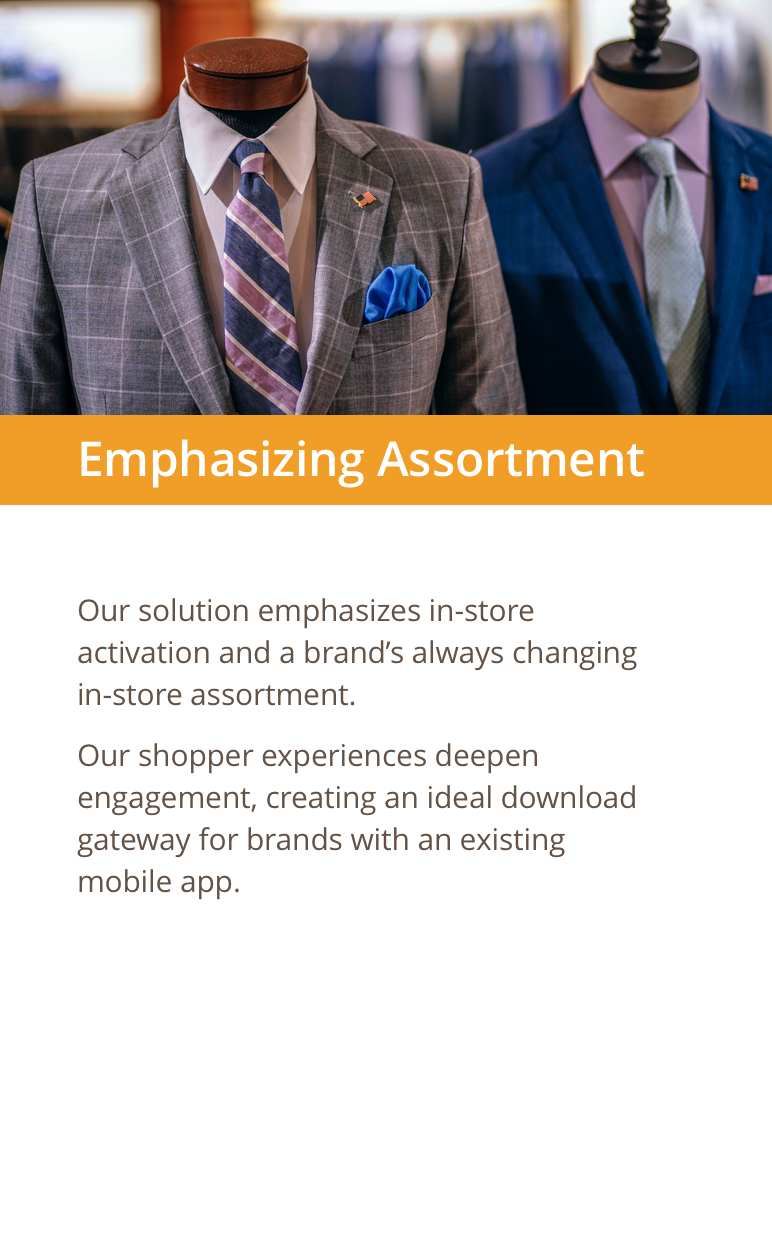 Emphasizing Assortment
Our solution emphasizes in-store
activation and a brand’s always changing
in-store assortment.
Our shopper experiences deepen
engagement, creating an ideal download
gateway for brands with an existing
mobile app.